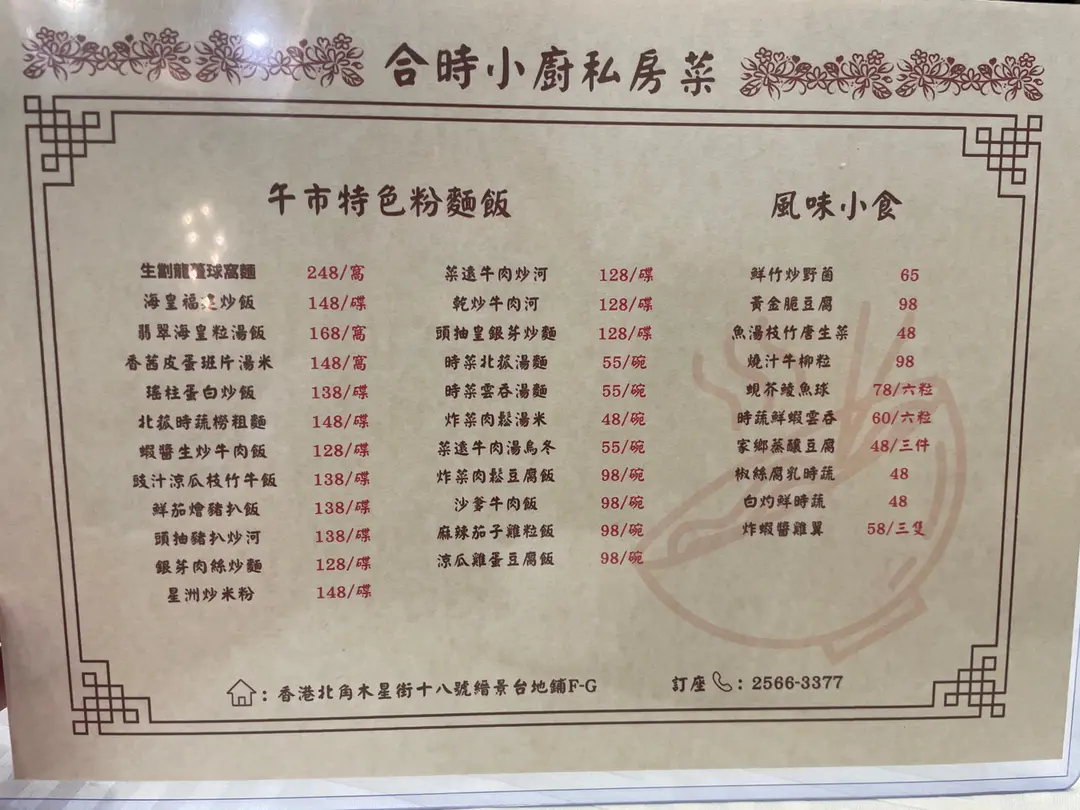 合時小廚私房菜
午市特色粉麵飯
生劏龍躉球窩麵 248/窩
海皇福建炒飯 148/碟
翡翠海皇粒湯飯 168/窩
香茜皮蛋班片湯米 148/窩
瑤柱蛋白炒飯 138/碟
北菰時蔬撈粗麵 148/碟
蝦醬生炒牛肉飯 128/碟
豉汁涼瓜枝竹牛飯 138/碟
鮮茄燴豬扒飯 138/碟
頭抽豬扒炒河 138/碟
銀芽肉絲炒麵 128/碟
星洲炒米粉 148/碟
菜遠牛肉炒河 128/碟
乾炒牛肉河 128/碟
頭抽皇銀芽炒麵 128/碟
時菜北菰湯麵 55/碗
時菜雲吞湯麵 55/碗
炸菜肉鬆湯米 48/碗
菜遠牛肉湯烏冬 55/碗
炸菜肉鬆豆腐飯 98/碗
沙爹牛肉飯 98/碗
麻辣茄子雞粒飯 98/碗
涼瓜雞蛋豆腐飯 98/碗
風味小食
鮮竹炒野菌 65
黃金脆豆腐 98
魚湯枝竹唐生菜 48
燒汁牛柳粒 98
蜆芥鯪魚球 78/六粒
時蔬鮮蝦雲吞 60/六粒
家鄉蒸釀豆腐 48/三件
椒絲腐乳時蔬 48
白灼鮮時蔬 48
炸蝦醬雞翼 58/三隻
：香港北角木星街十八號縉景台地鋪F-G
訂座：2566-3377